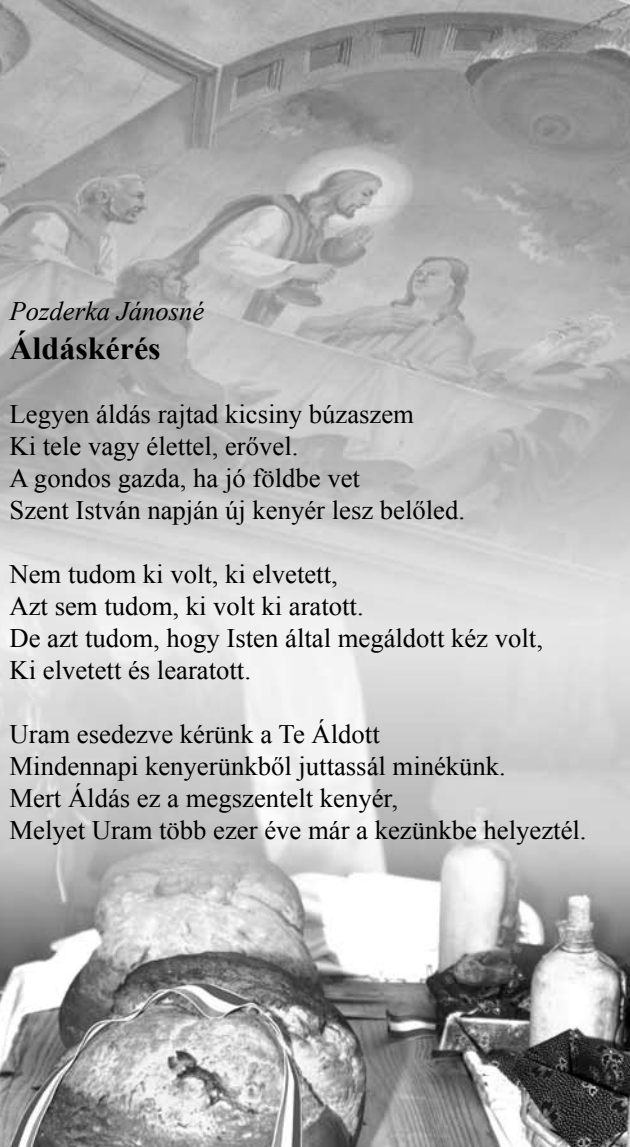 Pozderka Jánosné
Áldáskérés
Legyen áldás rajtad kicsiny búzaszem
Ki tele vagy élettel, erővel.
A gondos gazda, ha jó földbe vet
Szent István napján új kenyér lesz belőled.
Nem tudom ki volt, ki elvetett,
Azt sem tudom, ki volt ki aratott.
De azt tudom, hogy Isten által megáldott kéz volt,
Ki elvetett és learatott.
Uram esedezve kérünk a Te Áldott
Mindennapi kenyerünkből juttassál minékünk.
Mert Áldás ez a megszentelt kenyér,
Melyet Uram több ezer éve már a kezünkbe helyeztél.